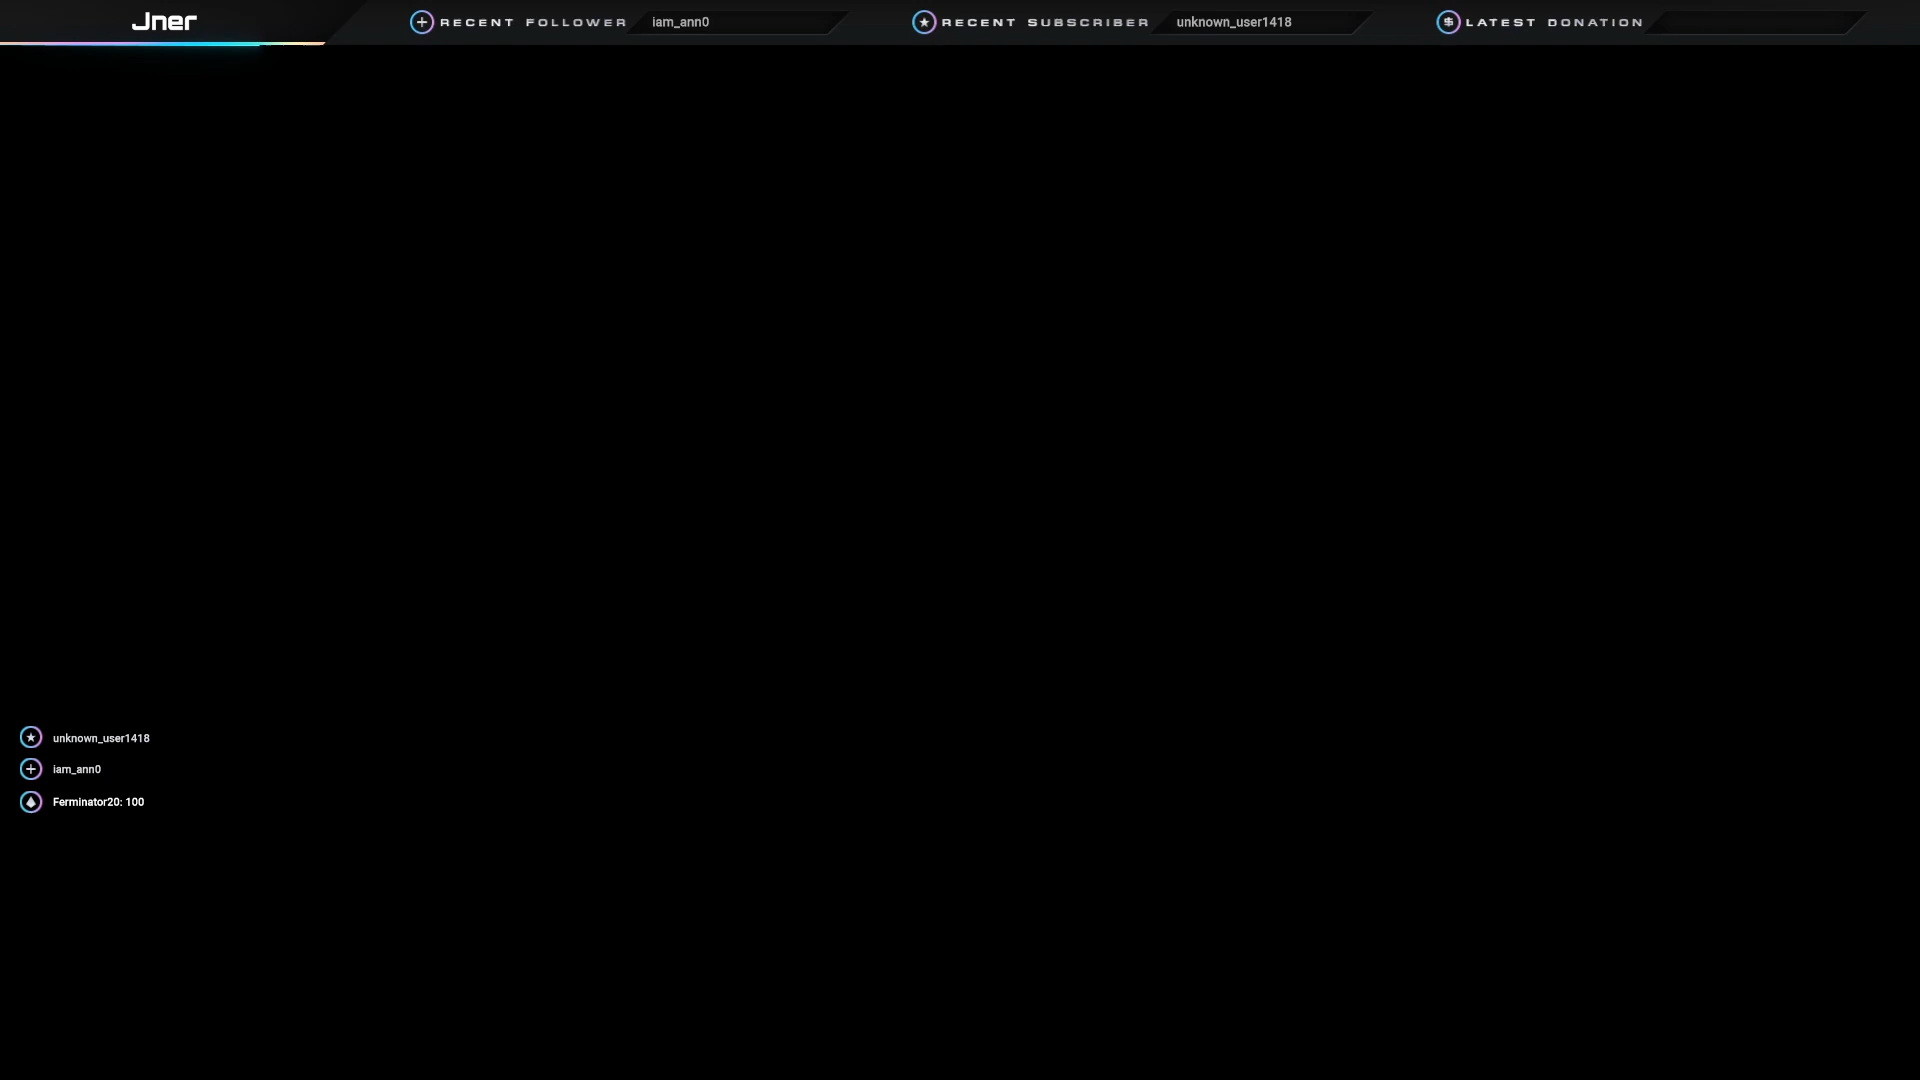 Jner
RECENT FOLLOWER iam_ann0
RECENT SUBSCRIBER unknown_user1418
LATEST DONATION
unknown_user1418
iam_ann0
Ferminator20: 100